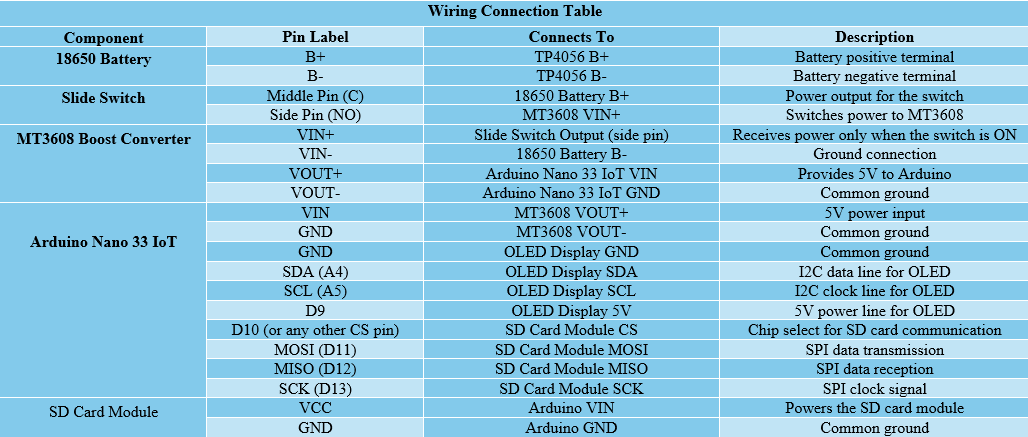 Wiring Connection Table
Component Pin Label Connects To Description
18650 Battery B+ TP4056 B+ Battery positive terminal
B- TP4056 B- Battery negative terminal
Slide Switch Middle Pin (C) 18650 Battery B+ Power output for the switch
Side Pin (NO) MT3608 VIN+ Switches power to MT3608
MT3608 Boost Converter VIN+ Slide Switch Output (side pin) Receives power only when the switch is ON
VIN- 18650 Battery B- Ground connection
VOUT+ Arduino Nano 33 IoT VIN Provides 5V to Arduino
VOUT- Arduino Nano 33 IoT GND Common ground
Arduino Nano 33 IoT VIN MT3608 VOUT+ 5V power input
GND MT3608 VOUT- Common ground
GND OLED Display GND Common ground
SDA (A4) OLED Display SDA I2C data line for OLED
SCL (A5) OLED Display SCL I2C clock line for OLED
D9 OLED Display 5V 5V power line for OLED
D10 (or any other CS pin) SD Card Module CS Chip select for SD card communication
MOSI (D11) SD Card Module MOSI SPI data transmission
MISO (D12) SD Card Module MISO SPI data reception
SCK (D13) SD Card Module SCK SPI clock signal
SD Card Module VCC Arduino VIN Powers the SD card module
GND Arduino GND Common ground